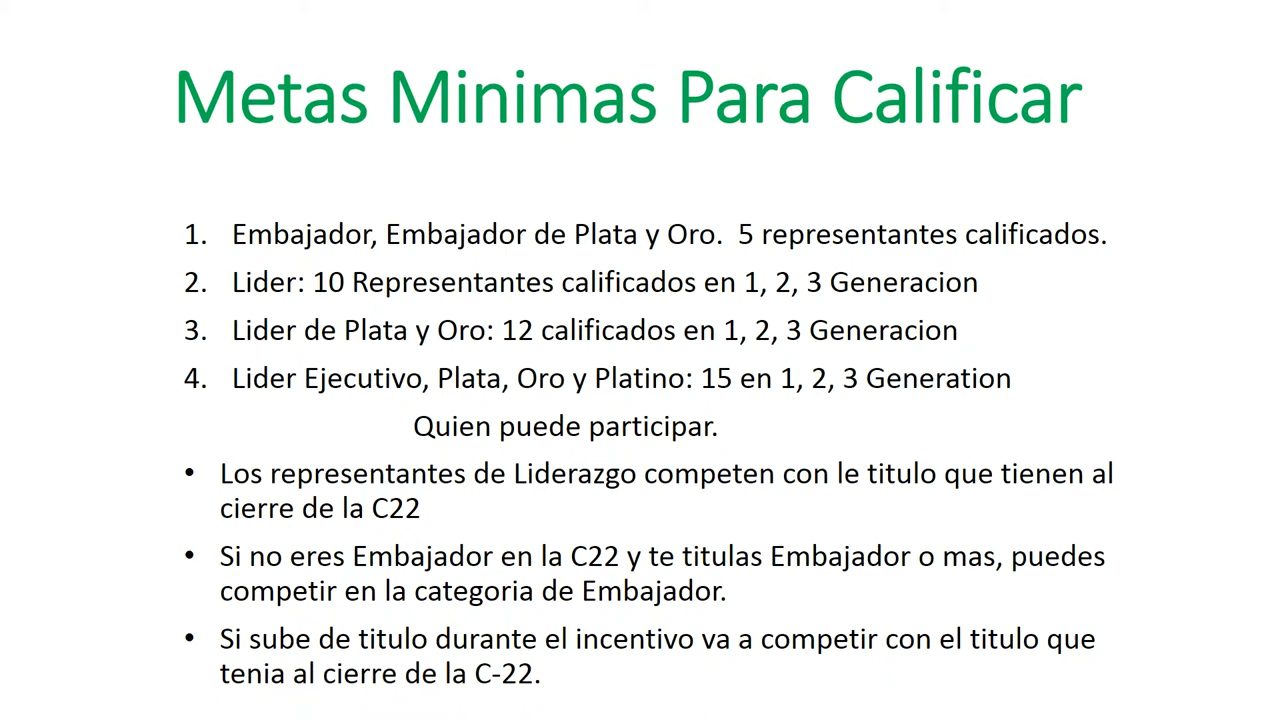 Metas Minimas Para Calificar
1. Embajador, Embajador de Plata y Oro.  5 representantes calificados.
2. Lider: 10 Representantes calificados en 1, 2, 3 Generacion
3. Lider de Plata y Oro: 12 calificados en 1, 2, 3 Generacion
4. Lider Ejecutivo, Plata, Oro y Platino: 15 en 1, 2, 3 Generation
Quien puede participar.
• Los representantes de Liderazgo competen con le titulo que tienen al
cierre de la C22
• Si no eres Embajador en la C22 y te titulas Embajador o mas, puedes
competir en la categoria de Embajador.
• Si sube de titulo durante el incentivo va a competir con el titulo que
tenia al cierre de la C-22.